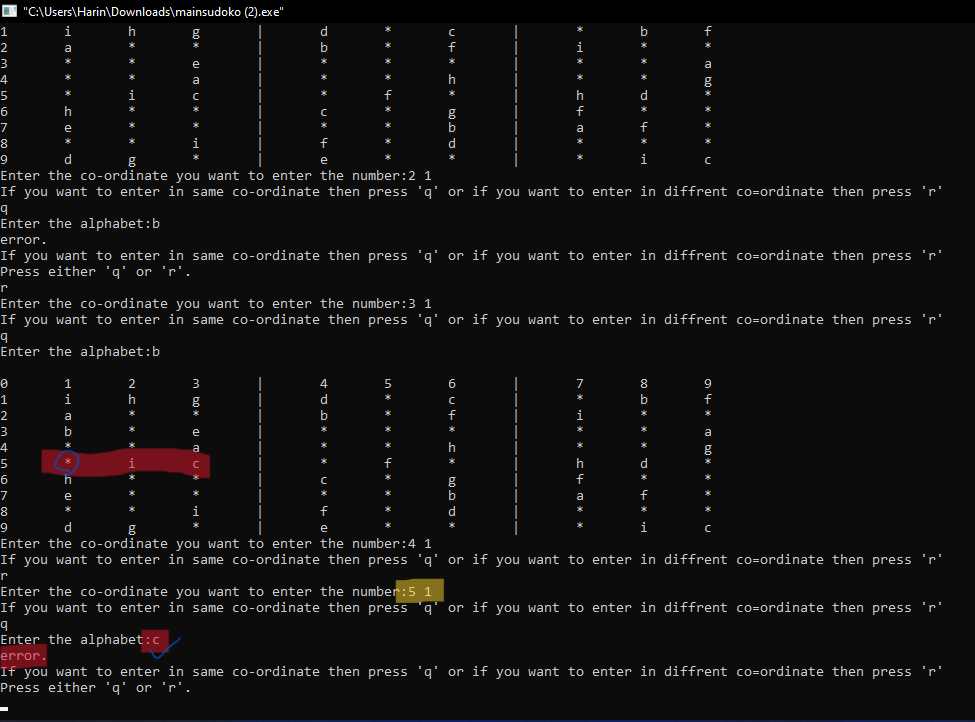 "C:\Users\Harin\Downloads\mainsudoko (2).exe"
1 i h g | d * c | * b f
2 a * * | b * f | i * *
3 * * e | * * * | * * a
4 * * a | * * h | * * g
5 * i c | * f * | h d *
6 h * * | c * g | f * *
7 e * * | * * b | a f *
8 * * i | f * d | * * *
9 d g * | e * * | * i c
Enter the co-ordinate you want to enter the number:2 1
If you want to enter in same co-ordinate then press 'q' or if you want to enter in diffrent co=ordinate then press 'r'
q
Enter the alphabet:b
error.
If you want to enter in same co-ordinate then press 'q' or if you want to enter in diffrent co=ordinate then press 'r'
Press either 'q' or 'r'.
r
Enter the co-ordinate you want to enter the number:3 1
If you want to enter in same co-ordinate then press 'q' or if you want to enter in diffrent co=ordinate then press 'r'
q
Enter the alphabet:b
0 1 2 3 | 4 5 6 | 7 8 9
1 i h g | d * c | * b f
2 a * * | b * f | i * *
3 b * e | * * * | * * a
4 * * a | * * h | * * g
5 * i c | * f * | h d *
6 h * * | c * g | f * *
7 e * * | * * b | a f *
8 * * i | f * d | * * *
9 d g * | e * * | * i c
Enter the co-ordinate you want to enter the number:4 1
If you want to enter in same co-ordinate then press 'q' or if you want to enter in diffrent co=ordinate then press 'r'
r
Enter the co-ordinate you want to enter the number:5 1
If you want to enter in same co-ordinate then press 'q' or if you want to enter in diffrent co=ordinate then press 'r'
q
Enter the alphabet:c
error.
If you want to enter in same co-ordinate then press 'q' or if you want to enter in diffrent co=ordinate then press 'r'
Press either 'q' or 'r'.